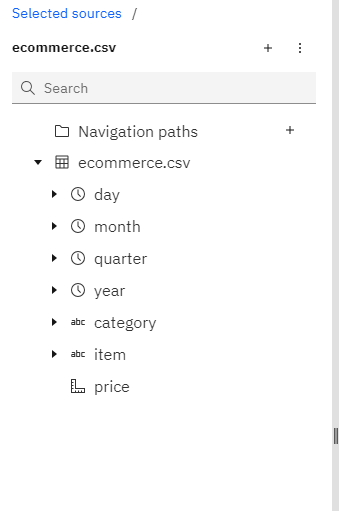 Selected sources /
ecommerce.csv
Search
Navigation paths
ecommerce.csv
day
month
quarter
year
abc category
abc item
price